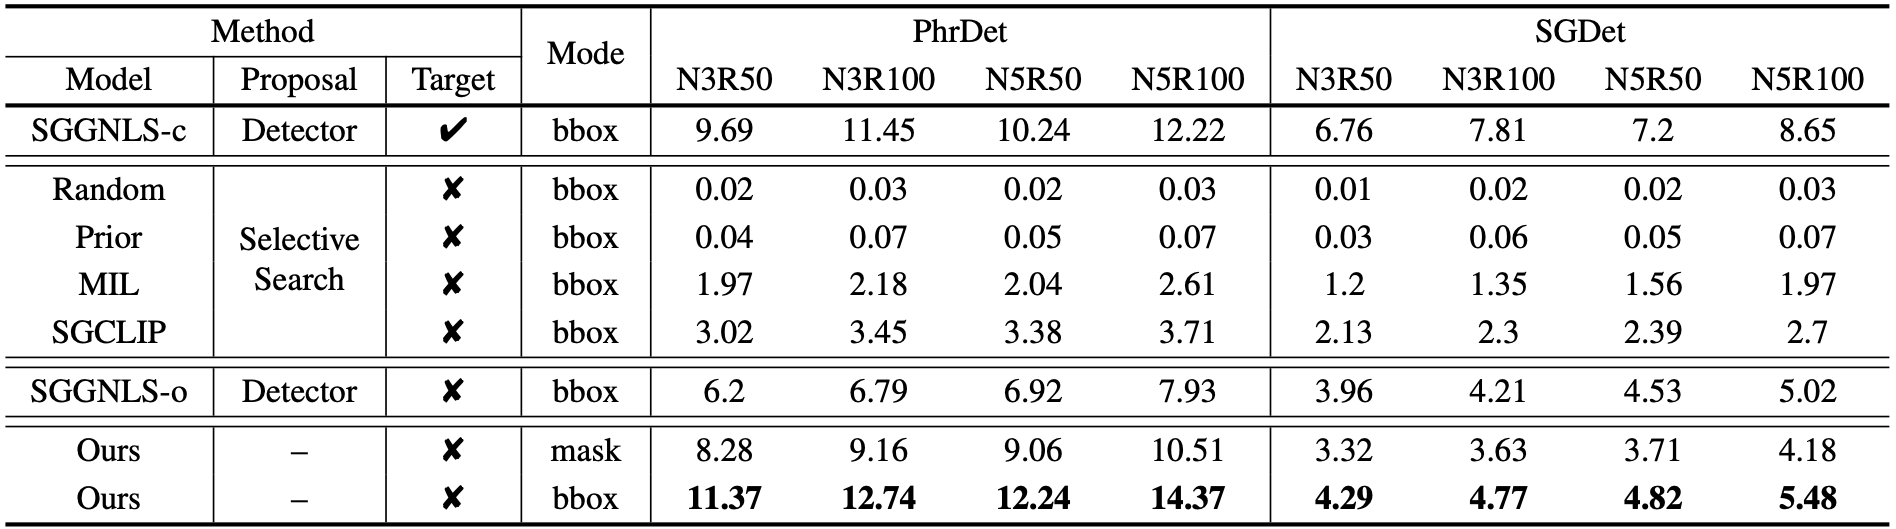 Method Mode PhrDet SGDet
Model Proposal Target N3R50 N3R100 N5R50 N5R100 N3R50 N3R100 N5R50 N5R100
SGGNLS-c Detector ✔ bbox 9.69 11.45 10.24 12.22 6.76 7.81 7.2 8.65
Random Selective Search ✘ bbox 0.02 0.03 0.02 0.03 0.01 0.02 0.02 0.03
Prior ✘ bbox 0.04 0.07 0.05 0.07 0.03 0.06 0.05 0.07
MIL ✘ bbox 1.97 2.18 2.04 2.61 1.2 1.35 1.56 1.97
SGCLIP ✘ bbox 3.02 3.45 3.38 3.71 2.13 2.3 2.39 2.7
SGGNLS-o Detector ✘ bbox 6.2 6.79 6.92 7.93 3.96 4.21 4.53 5.02
Ours – ✘ mask 8.28 9.16 9.06 10.51 3.32 3.63 3.71 4.18
Ours – ✘ bbox 11.37 12.74 12.24 14.37 4.29 4.77 4.82 5.48